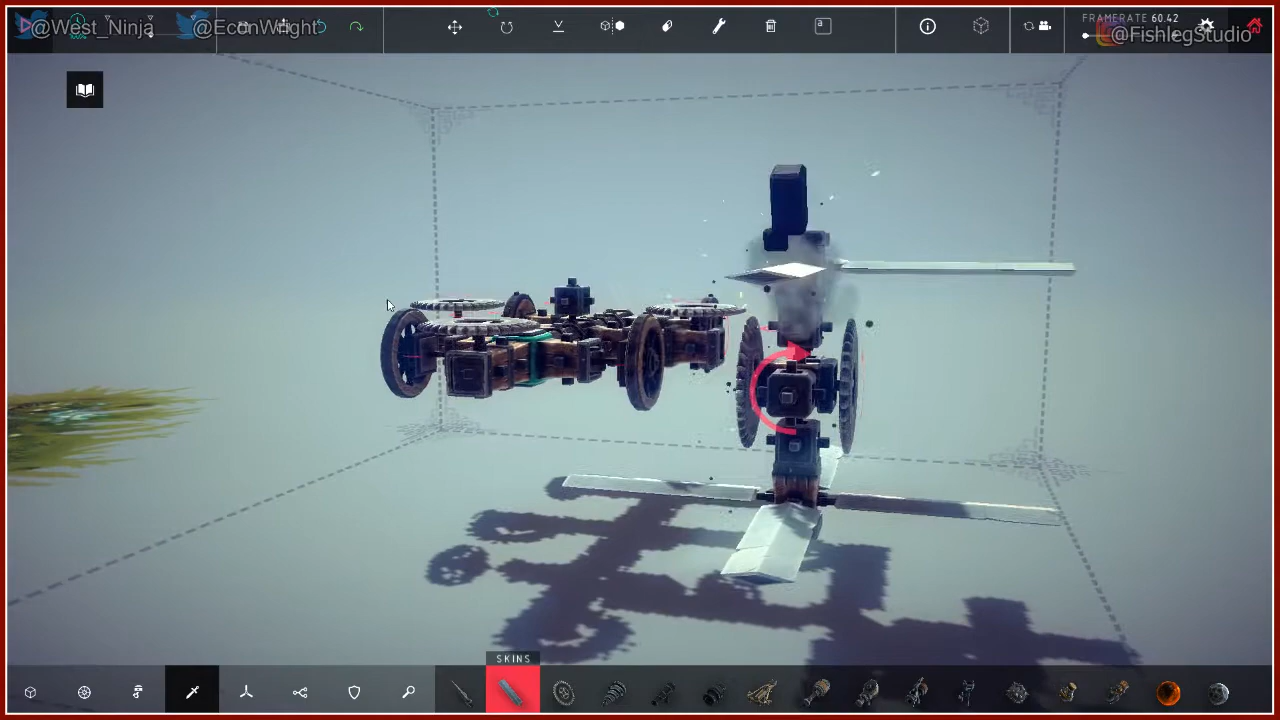 @West_Ninja
@EconWright
FRAMERATE 60.42
@FishlegStudio
SKINS